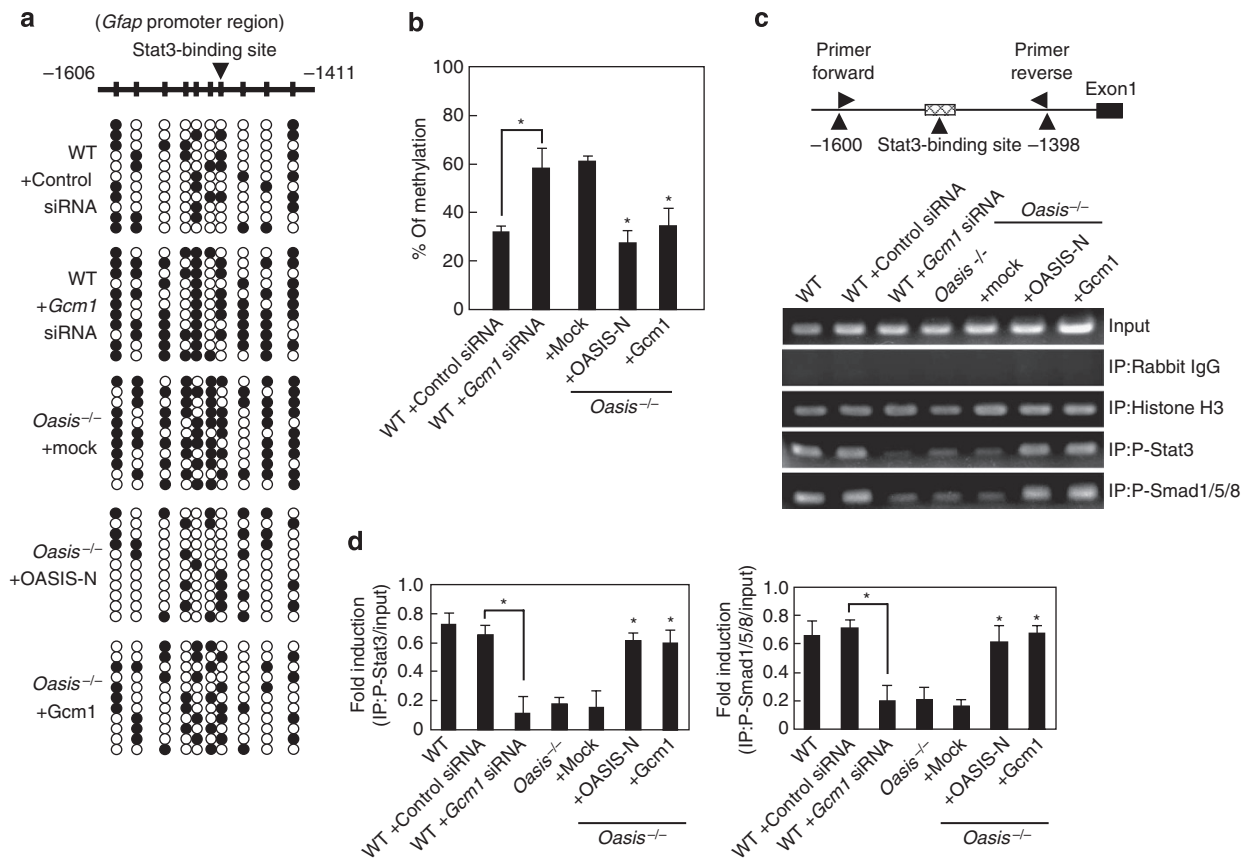 a
(Gfap promoter region)
Stat3-binding site
–1606
–1411
WT
+Control
siRNA
WT
+Gcm1
siRNA
Oasis–/–
+mock
Oasis–/–
+OASIS-N
Oasis–/–
+Gcm1
b
% Of methylation
100
80
60
40
20
0
*
*
*
WT +Control siRNA
WT +Gcm1 siRNA
+Mock
+OASIS-N
+Gcm1
Oasis–/–
c
Primer
forward
Primer
reverse
Exon1
–1600
Stat3-binding site
–1398
WT
WT +Control siRNA
WT +Gcm1 siRNA
Oasis -/-
+mock
+OASIS-N
+Gcm1
Oasis–/–
Input
IP:Rabbit IgG
IP:Histone H3
IP:P-Stat3
IP:P-Smad1/5/8
d
Fold induction
(IP:P-Stat3/input)
1.0
0.8
0.6
0.4
0.2
0
*
*
*
WT
WT +Control siRNA
WT +Gcm1 siRNA
Oasis–/–
+Mock
+OASIS-N
+Gcm1
Oasis–/–
Fold induction
(IP:P-Smad1/5/8/input)
1.0
0.8
0.6
0.4
0.2
0
*
*
*
WT
WT +Control siRNA
WT +Gcm1 siRNA
Oasis–/–
+Mock
+OASIS-N
+Gcm1
Oasis–/–